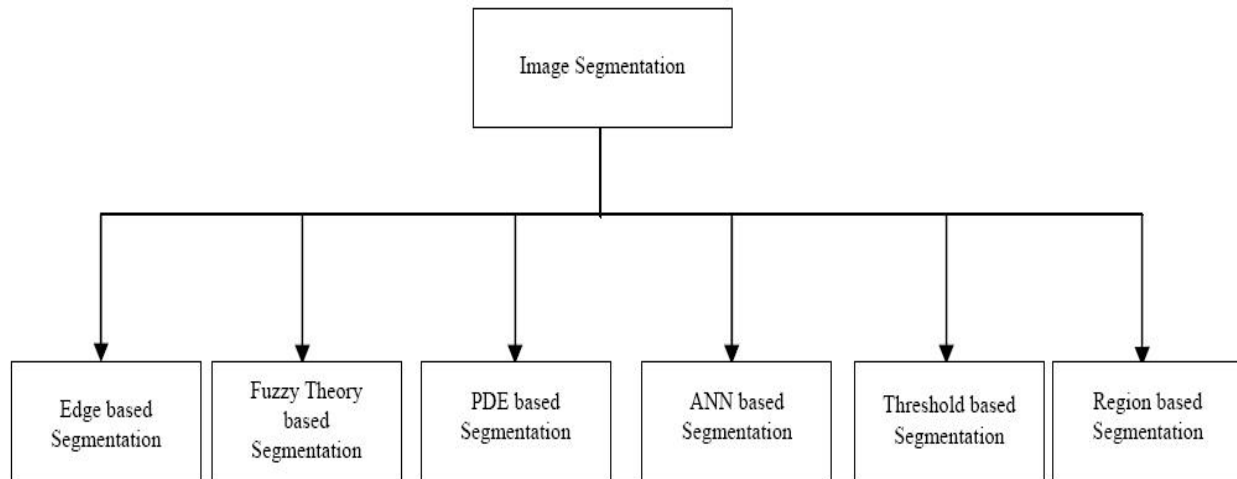 Image Segmentation
Edge based
Segmentation
Fuzzy Theory
based
Segmentation
PDE based
Segmentation
ANN based
Segmentation
Threshold based
Segmentation
Region based
Segmentation